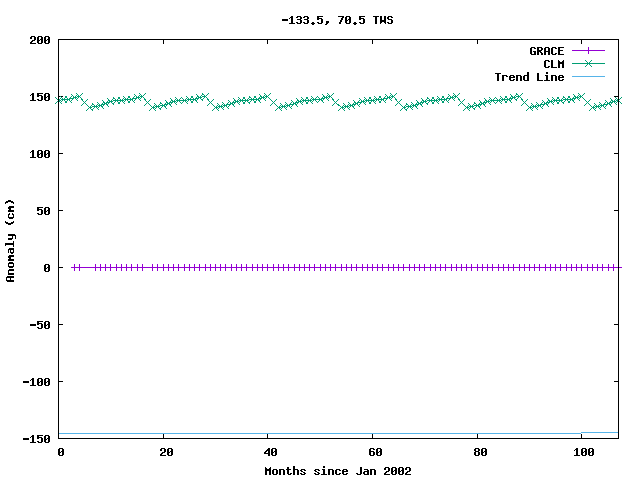 -133.5, 70.5 TWS
200
150
100
50
0
-50
-100
-150
Anomaly (cm)
GRACE
CLM
Trend Line
0 20 40 60 80 100
Months since Jan 2002